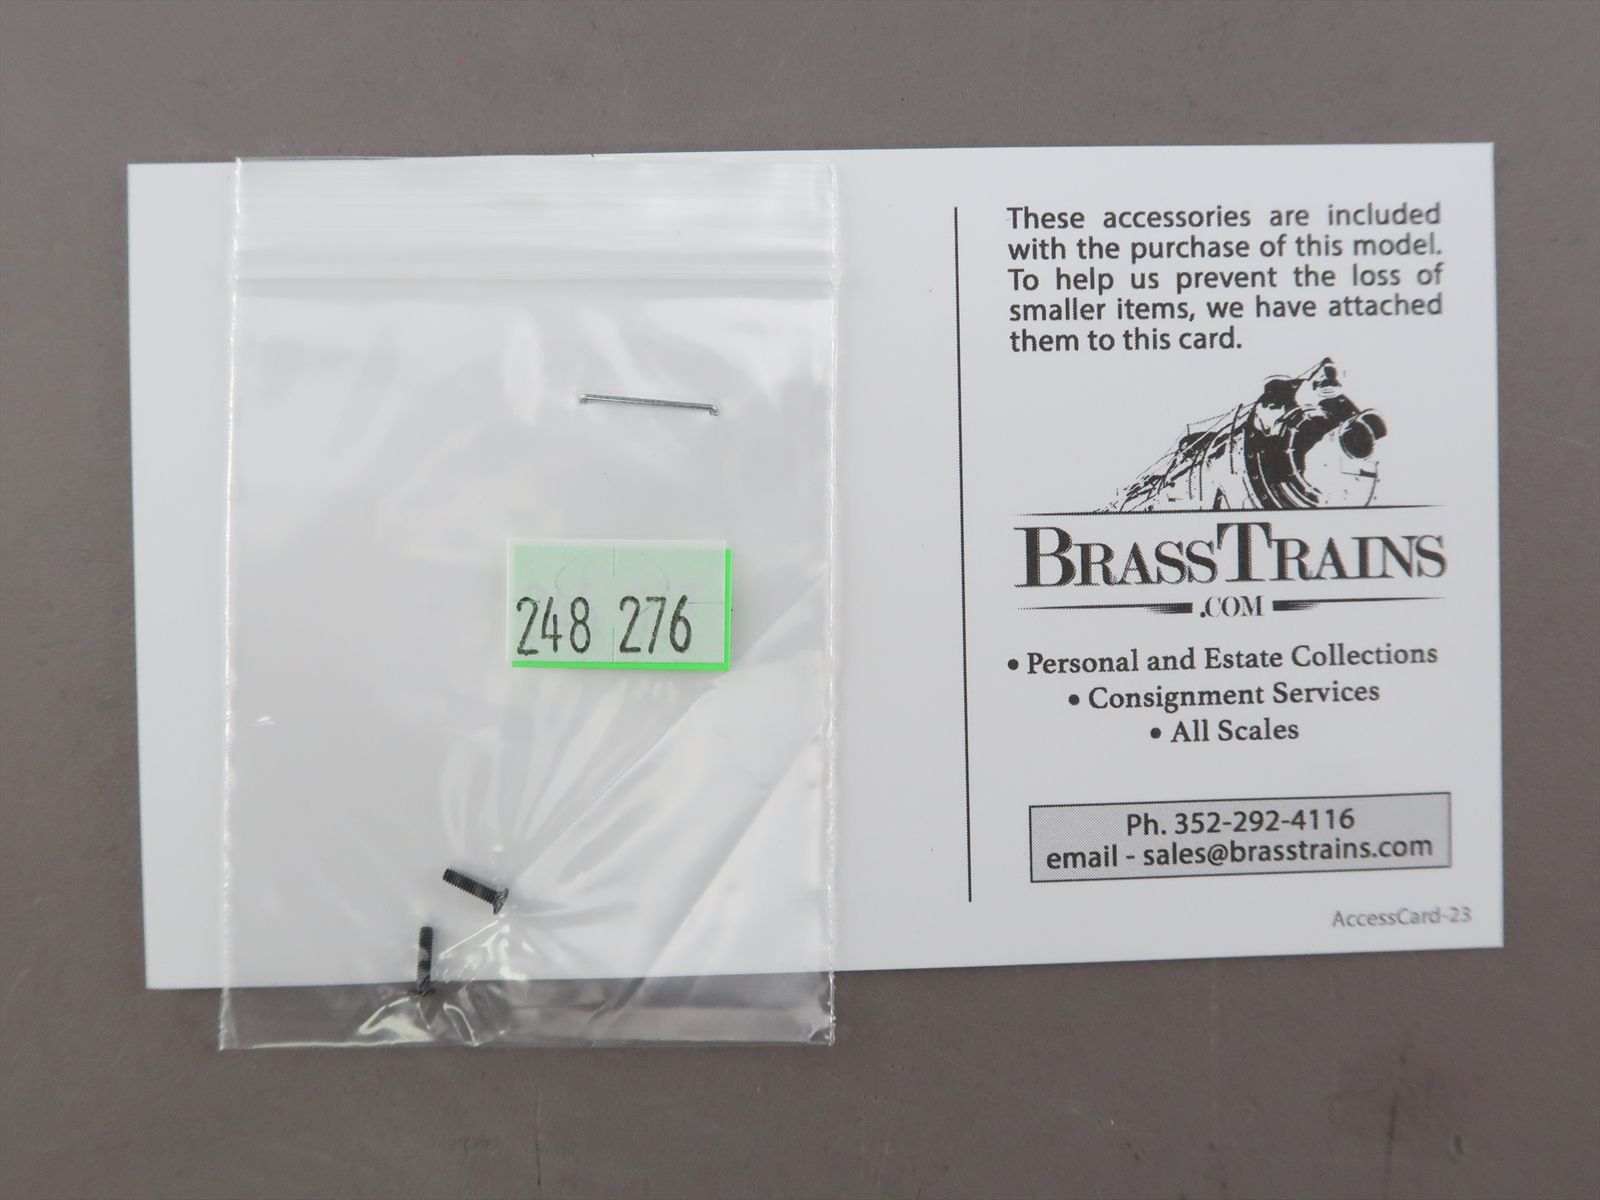 248 276
These accessories are included
with the purchase of this model.
To help us prevent the loss of
smaller items, we have attached
them to this card.
BRASSTRAINS
.COM
• Personal and Estate Collections
• Consignment Services
• All Scales
Ph. 352-292-4116
email - sales@brasstrains.com
AccessCard-23